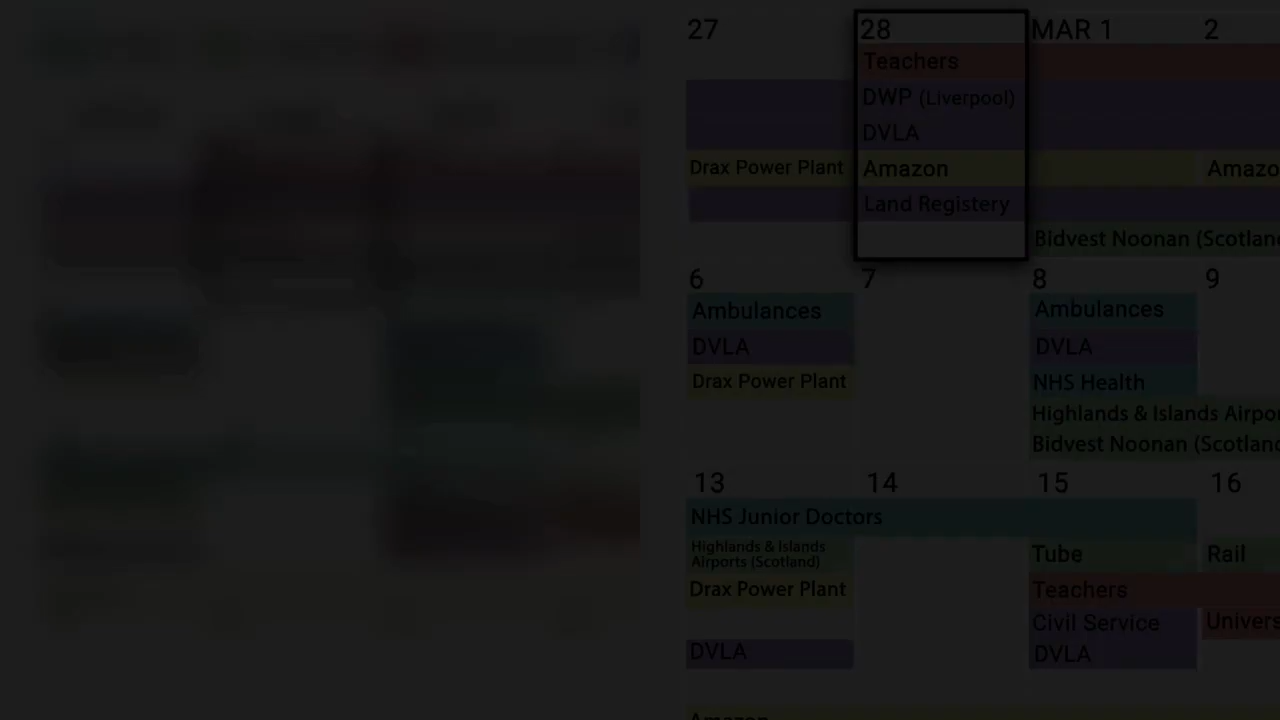 27
28
MAR 1
2
Teachers
DWP (Liverpool)
DVLA
Drax Power Plant
Amazon
Amazo
Land Registery
Bidvest Noonan (Scotlan
6
7
8
9
Ambulances
Ambulances
DVLA
DVLA
Drax Power Plant
NHS Health
Highlands & Islands Airpo
Bidvest Noonan (Scotlan
13
14
15
16
NHS Junior Doctors
Highlands & Islands
Airports (Scotland)
Tube
Rail
Drax Power Plant
Teachers
Civil Service
Univers
DVLA
DVLA
Amazon